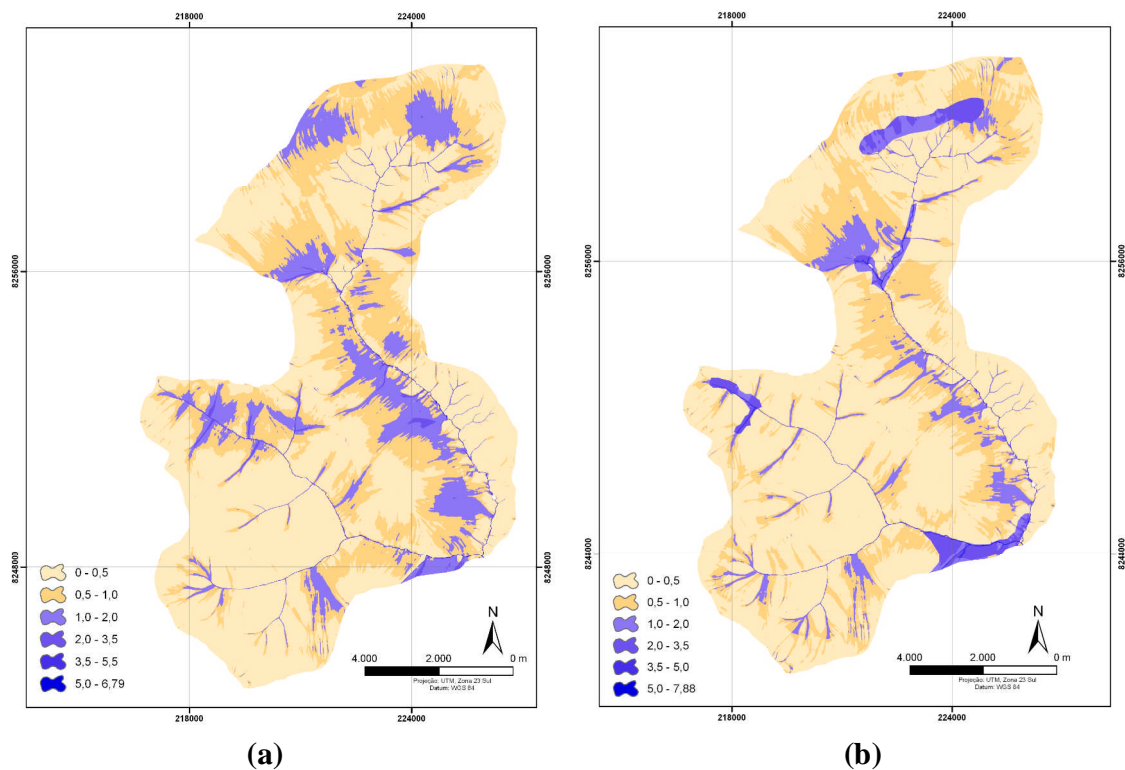 218000 224000
8256000 8256000
8248000 8248000
0 - 0,5
0,5 - 1,0
1,0 - 2,0
2,0 - 3,5
3,5 - 5,5
5,0 - 6,79
N
4.000 2.000 0 m
Projeção: UTM, Zona 23 Sul
Datum: WGS 84
218000 224000
(a)
218000 224000
8256000 8256000
8244000 8244000
0 - 0,5
0,5 - 1,0
1,0 - 2,0
2,0 - 3,5
3,5 - 5,0
5,0 - 7,88
N
4.000 2.000 0 m
Projeção: UTM, Zona 23 Sul
Datum: WGS 84
218000 224000
(b)